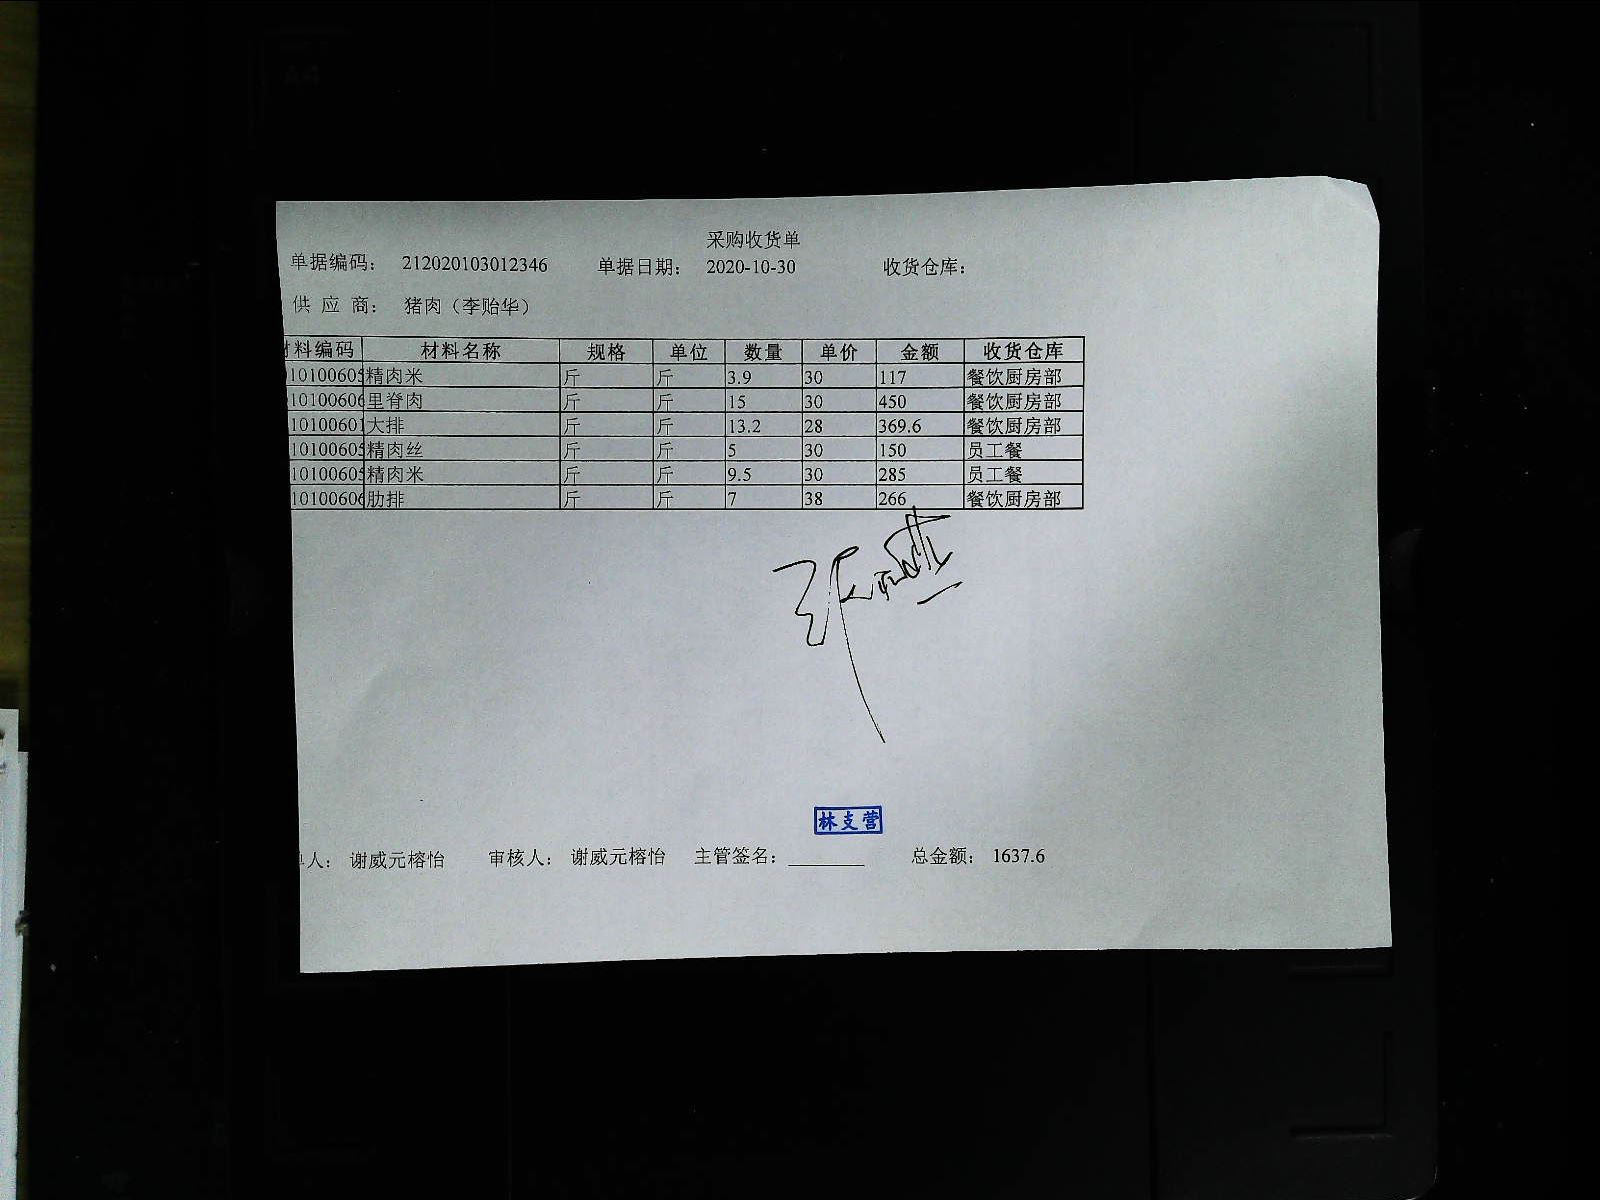 采购收货单
单据编码： 212020103012346 单据日期： 2020-10-30 收货仓库：
供 应 商： 猪肉（李贻华）
材料编码 材料名称 规格 单位 数量 单价 金额 收货仓库
10100605 精肉米 斤 斤 3.9 30 117 餐饮厨房部
10100606 里脊肉 斤 斤 15 30 450 餐饮厨房部
10100601 大排 斤 斤 13.2 28 369.6 餐饮厨房部
10100605 精肉丝 斤 斤 5 30 150 员工餐
10100605 精肉米 斤 斤 9.5 30 285 员工餐
10100606 肋排 斤 斤 7 38 266 餐饮厨房部
林支营
单人： 谢威元榕怡 审核人： 谢威元榕怡 主管签名： 总金额： 1637.6